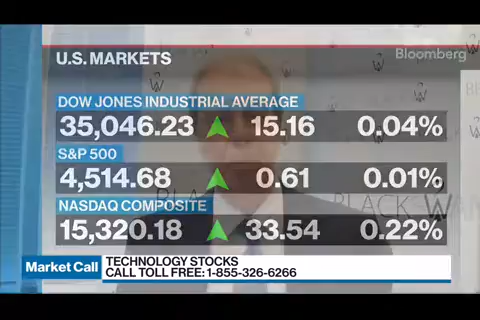 Bloomberg
U.S. MARKETS
DOW JONES INDUSTRIAL AVERAGE
35,046.23 15.16 0.04%
S&P 500
4,514.68 0.61 0.01%
NASDAQ COMPOSITE
15,320.18 33.54 0.22%
BLACK
Market Call
TECHNOLOGY STOCKS
CALL TOLL FREE:1-855-326-6266